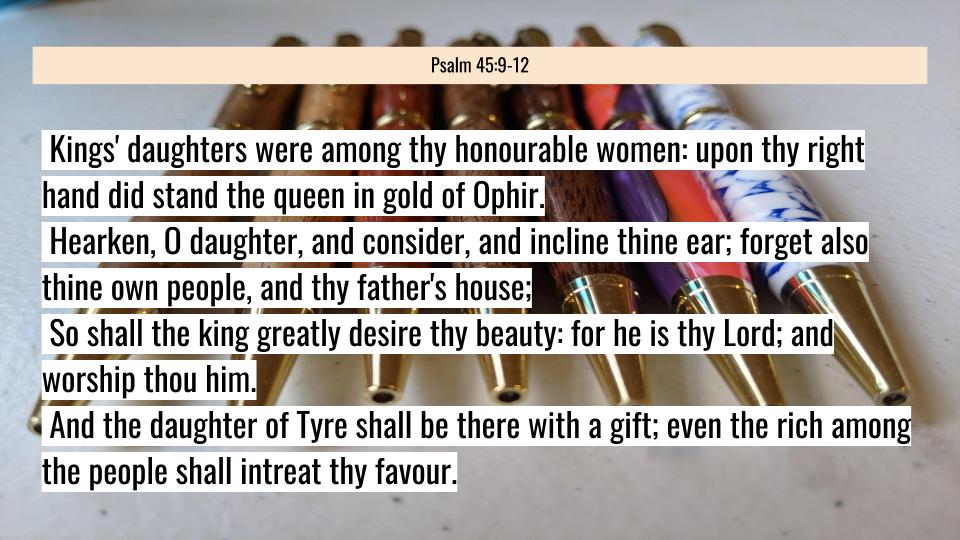 Psalm 45:9-12
Kings' daughters were among thy honourable women: upon thy right
hand did stand the queen in gold of Ophir.
Hearken, O daughter, and consider, and incline thine ear; forget also
thine own people, and thy father's house;
So shall the king greatly desire thy beauty: for he is thy Lord; and
worship thou him.
And the daughter of Tyre shall be there with a gift; even the rich among
the people shall intreat thy favour.